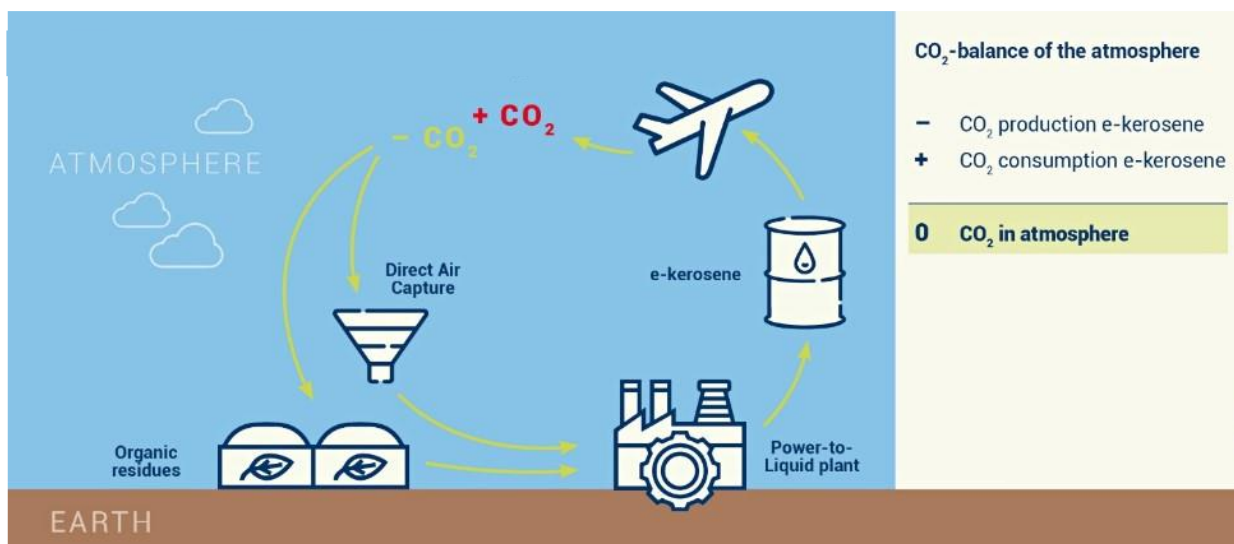 CO₂-balance of the atmosphere
− CO₂ production e-kerosene
+ CO₂ consumption e-kerosene
0 CO₂ in atmosphere
ATMOSPHERE
− CO₂
+ CO₂
Direct Air
Capture
e-kerosene
Organic
residues
Power-to-
Liquid plant
EARTH